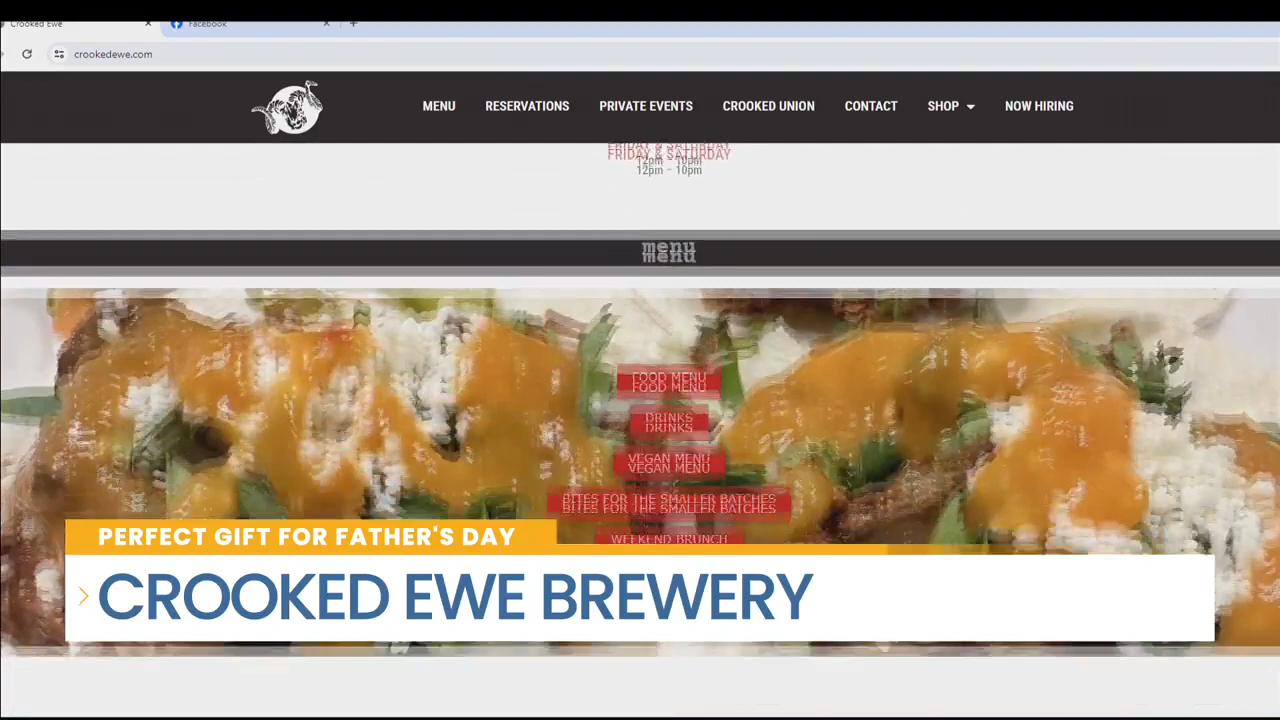 Crooked Ewe
Facebook
crookedewe.com
MENU RESERVATIONS PRIVATE EVENTS CROOKED UNION CONTACT SHOP NOW HIRING
FRIDAY & SATURDAY
12pm – 10pm
menu
FOOD MENU
DRINKS
VEGAN MENU
BITES FOR THE SMALLER BATCHES
WEEKEND BRUNCH
PERFECT GIFT FOR FATHER'S DAY
CROOKED EWE BREWERY